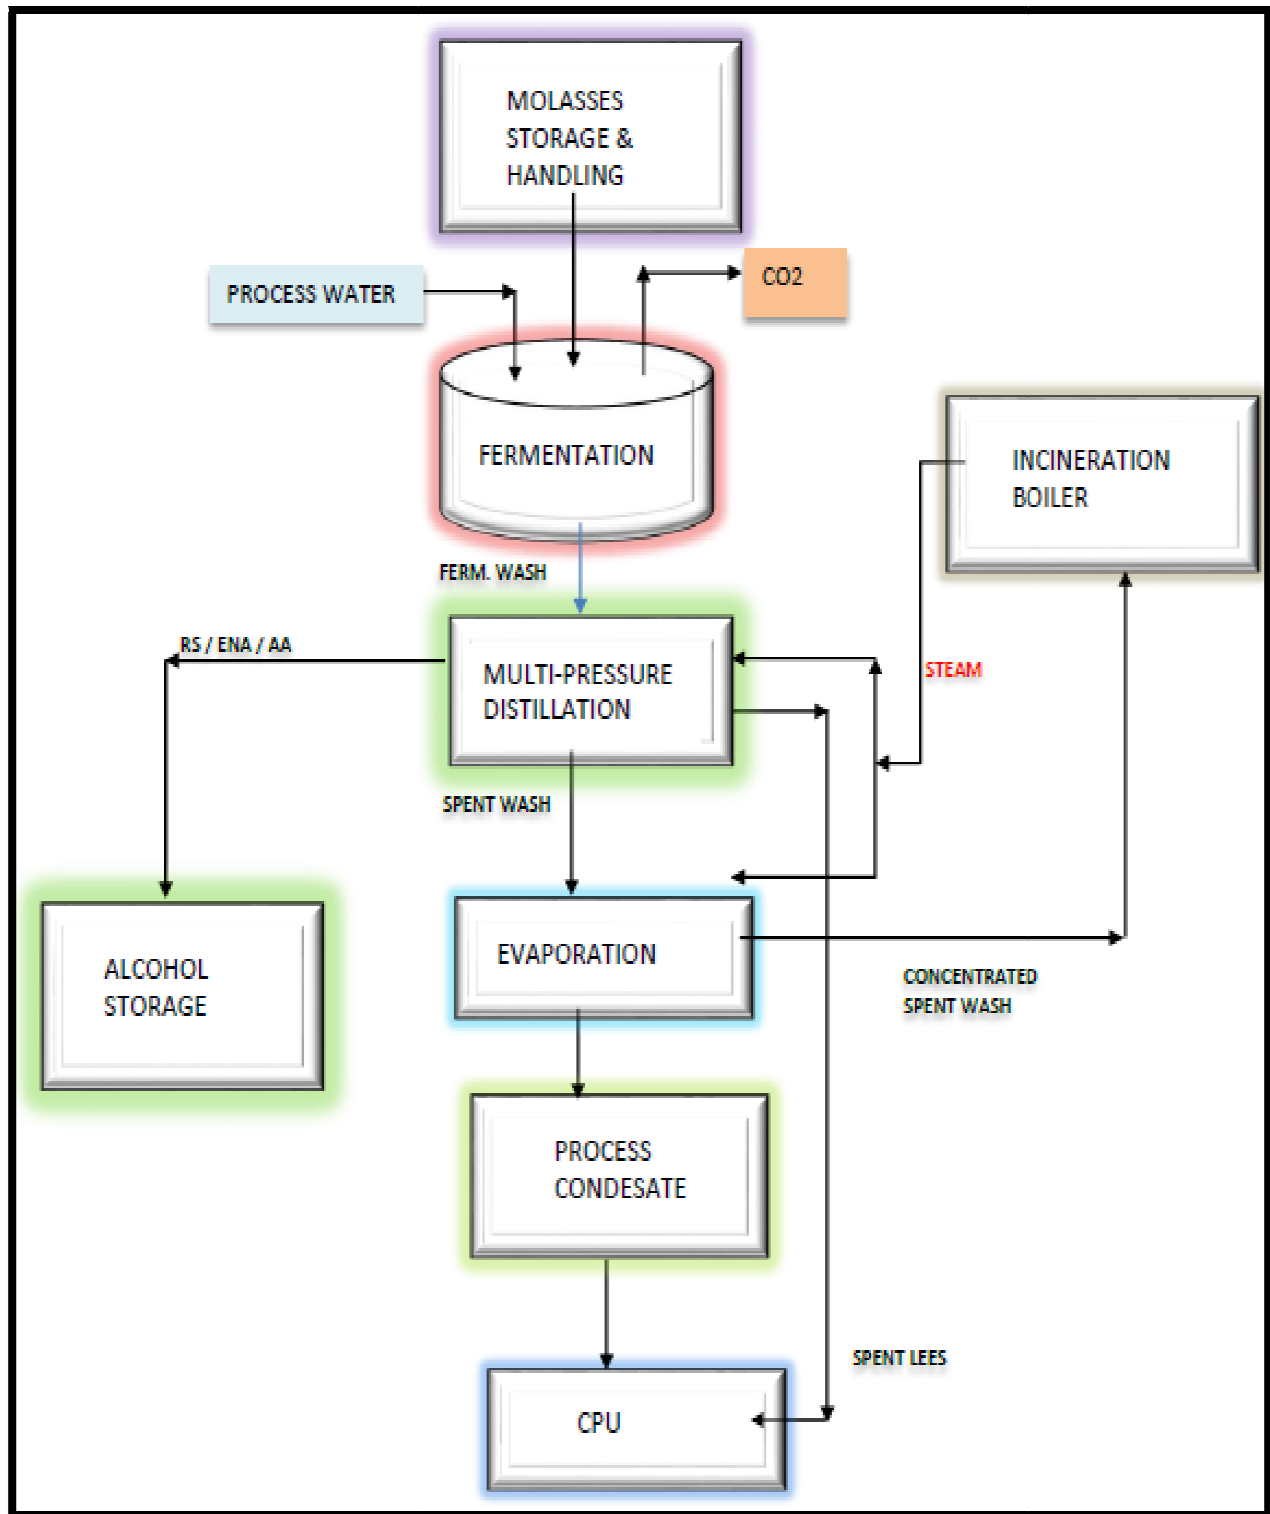 MOLASSES
STORAGE &
HANDLING
CO2
PROCESS WATER
FERMENTATION
INCINERATION
BOILER
FERM. WASH
RS / ENA / AA
MULTI-PRESSURE
DISTILLATION
STEAM
SPENT WASH
EVAPORATION
ALCOHOL
STORAGE
CONCENTRATED
SPENT WASH
PROCESS
CONDESATE
SPENT LEES
CPU